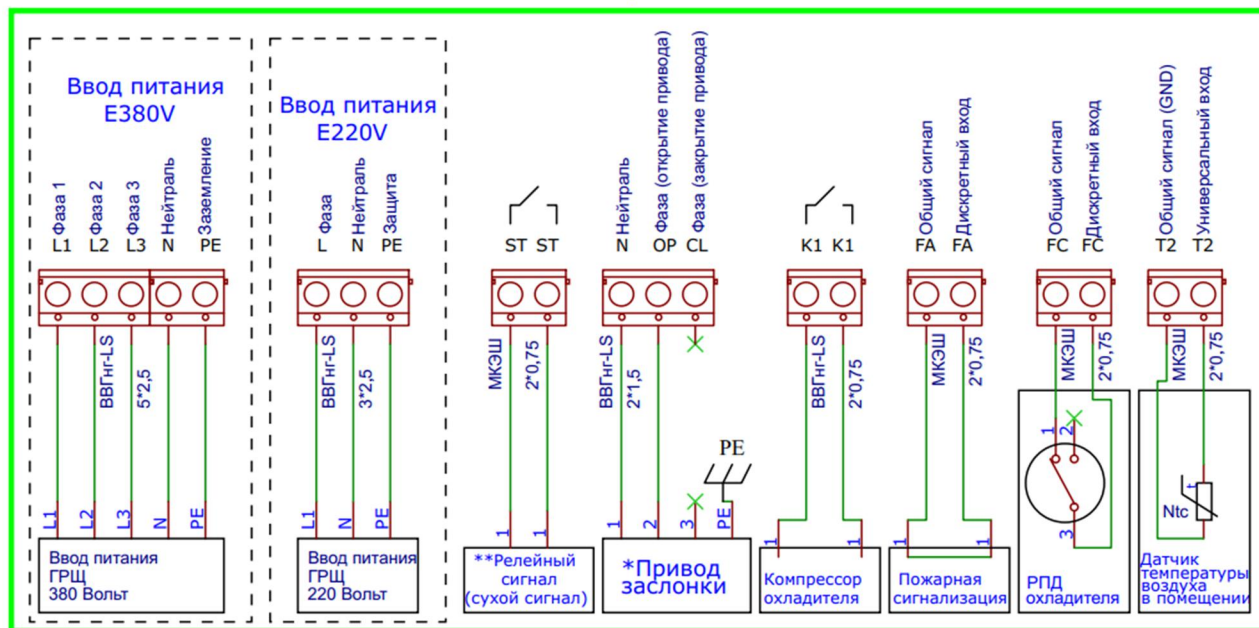 Ввод питания
E380V
Фаза 1
Фаза 2
Фаза 3
Нейтраль
Заземление
L1 L2 L3 N PE
ВВГнг-LS
5*2,5
L1 L2 L3 N PE
Ввод питания
ГРЩ
380 Вольт
Ввод питания
E220V
Фаза
Нейтраль
Защита
L N PE
ВВГнг-LS
3*2,5
L1 N PE
Ввод питания
ГРЩ
220 Вольт
ST ST
МКЭШ
2*0,75
1 1
**Релейный
сигнал
(сухой сигнал)
Нейтраль
Фаза (открытие привода)
Фаза (закрытие привода)
N OP CL
ВВГнг-LS
2*1,5
PE
1 2 3 PE
*Привод
заслонки
K1 K1
ВВГнг-LS
2*0,75
1 1
Компрессор
охладителя
Общий сигнал
Дискретный вход
FA FA
МКЭШ
2*0,75
1 1
Пожарная
сигнализация
Общий сигнал
Дискретный вход
FC FC
МКЭШ
2*0,75
1 2
3
РПД
охладителя
Общий сигнал (GND)
Универсальный вход
T2 T2
МКЭШ
2*0,75
t
Ntc
Датчик
температуры
воздуха
в помещении